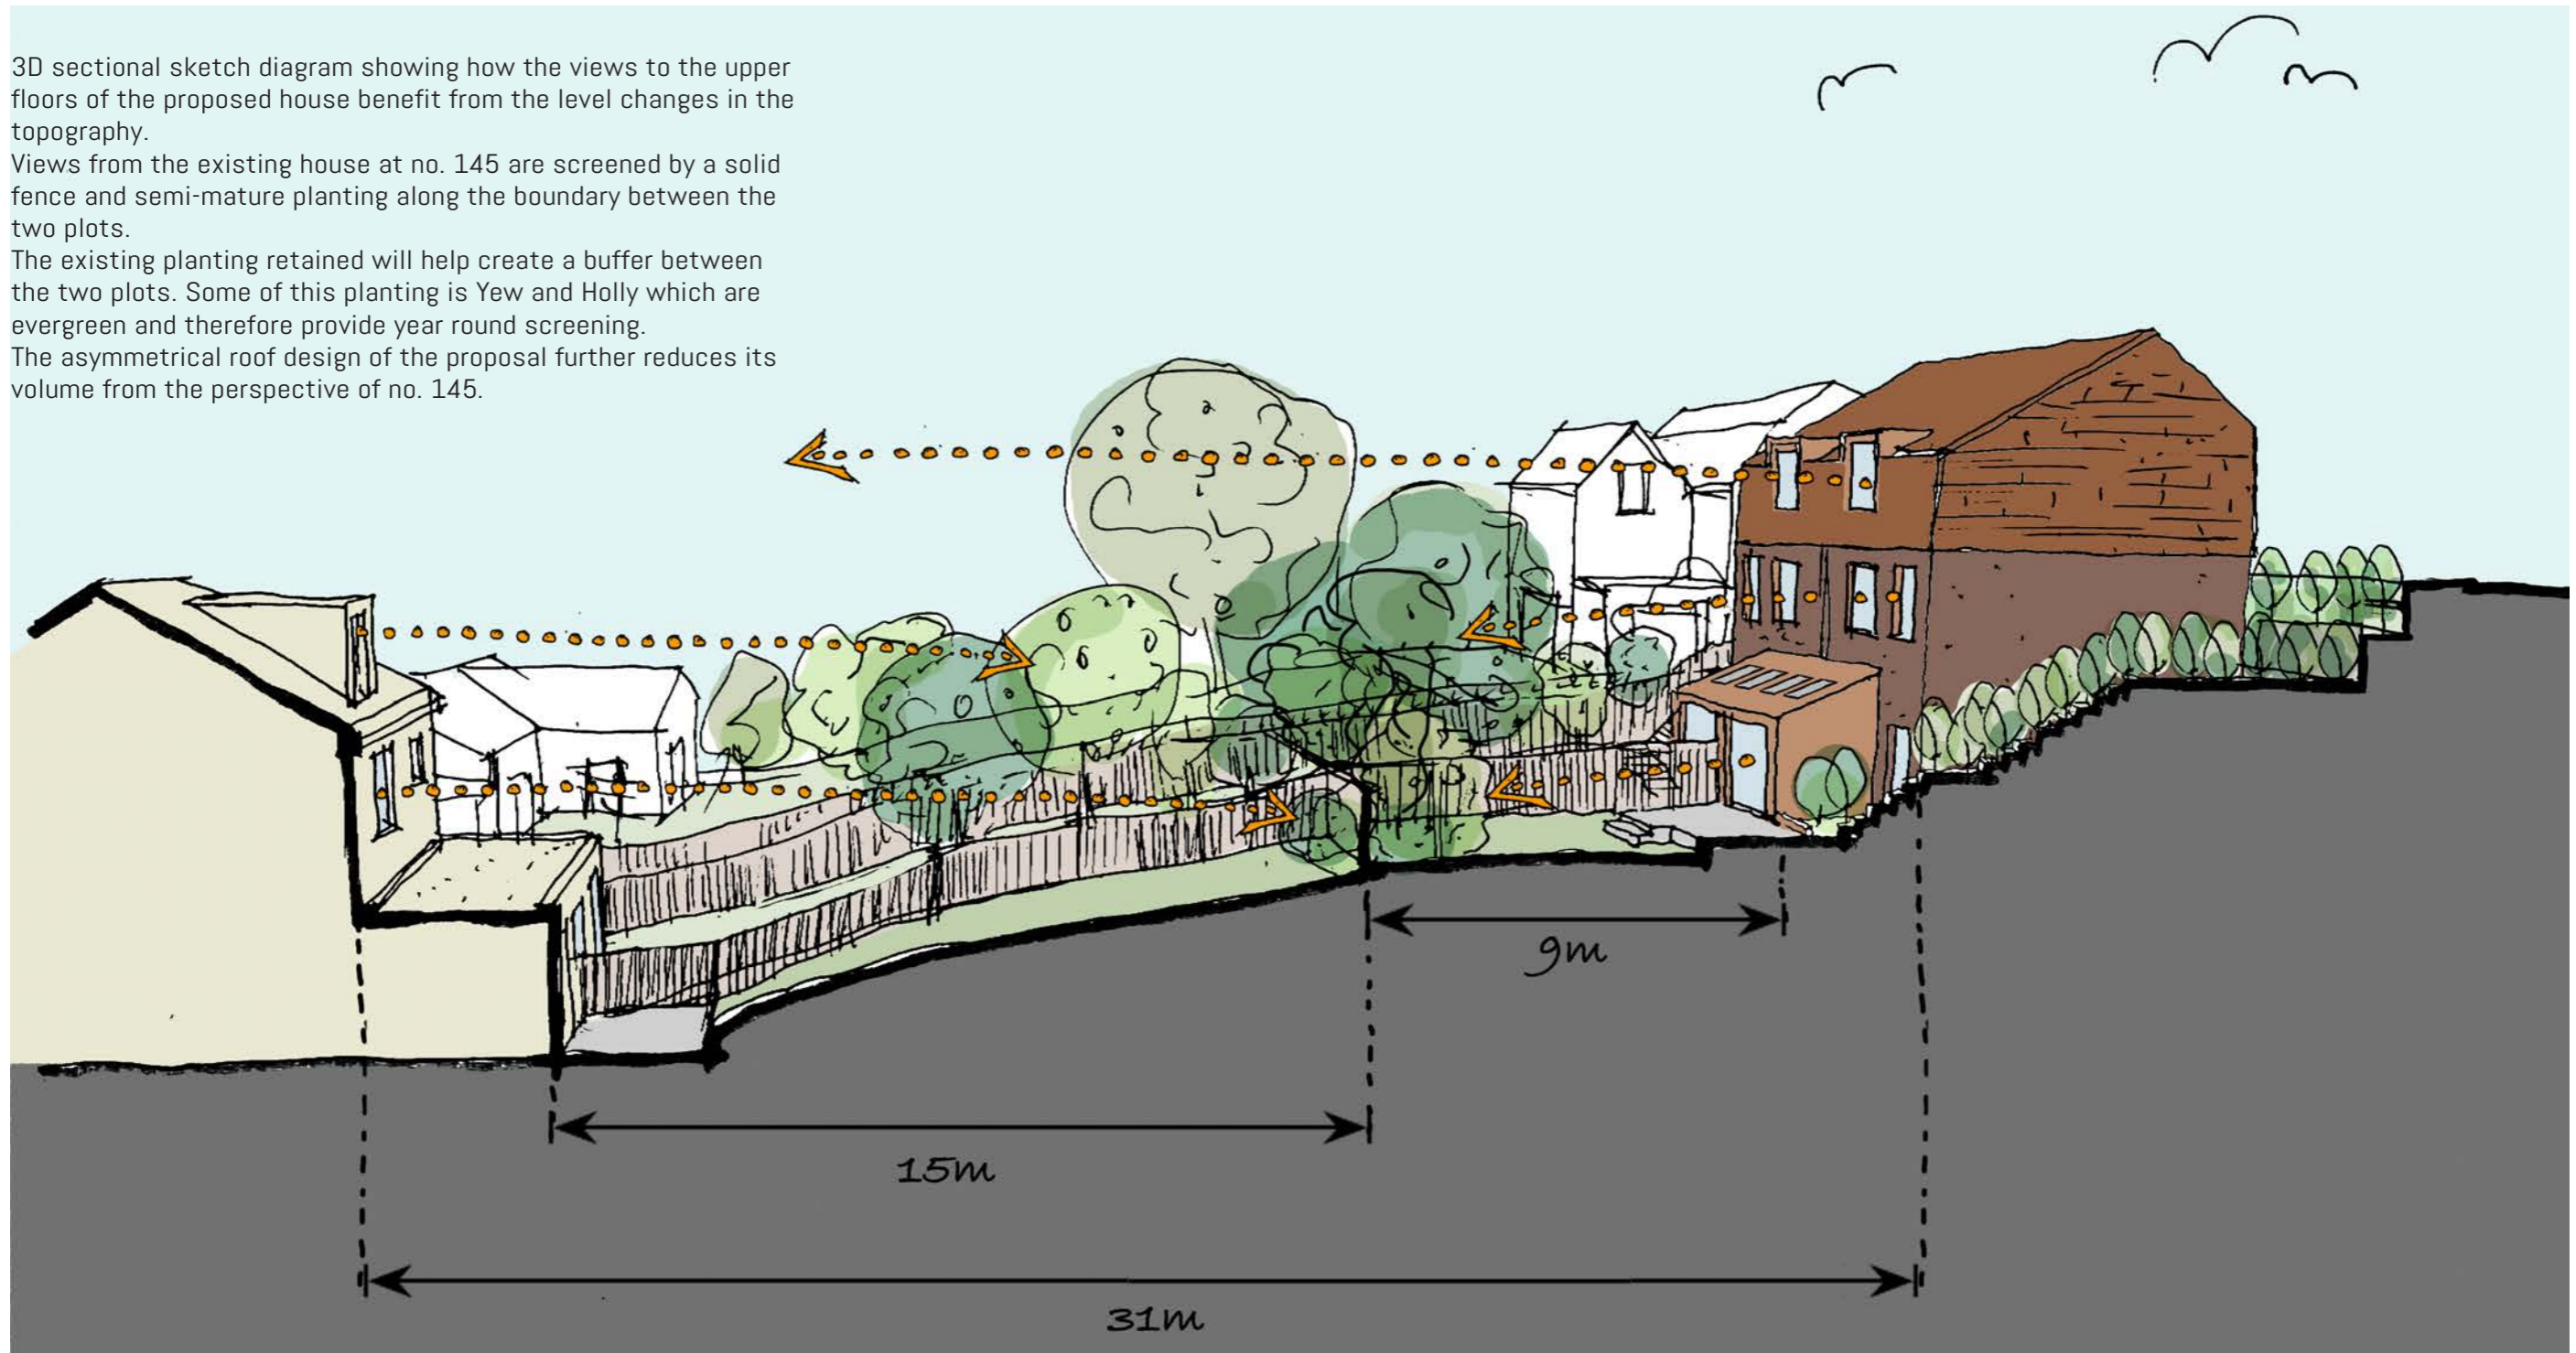 3D sectional sketch diagram showing how the views to the upper
floors of the proposed house benefit from the level changes in the
topography.
Views from the existing house at no. 145 are screened by a solid
fence and semi-mature planting along the boundary between the
two plots.
The existing planting retained will help create a buffer between
the two plots. Some of this planting is Yew and Holly which are
evergreen and therefore provide year round screening.
The asymmetrical roof design of the proposal further reduces its
volume from the perspective of no. 145.
9m
15m
31m